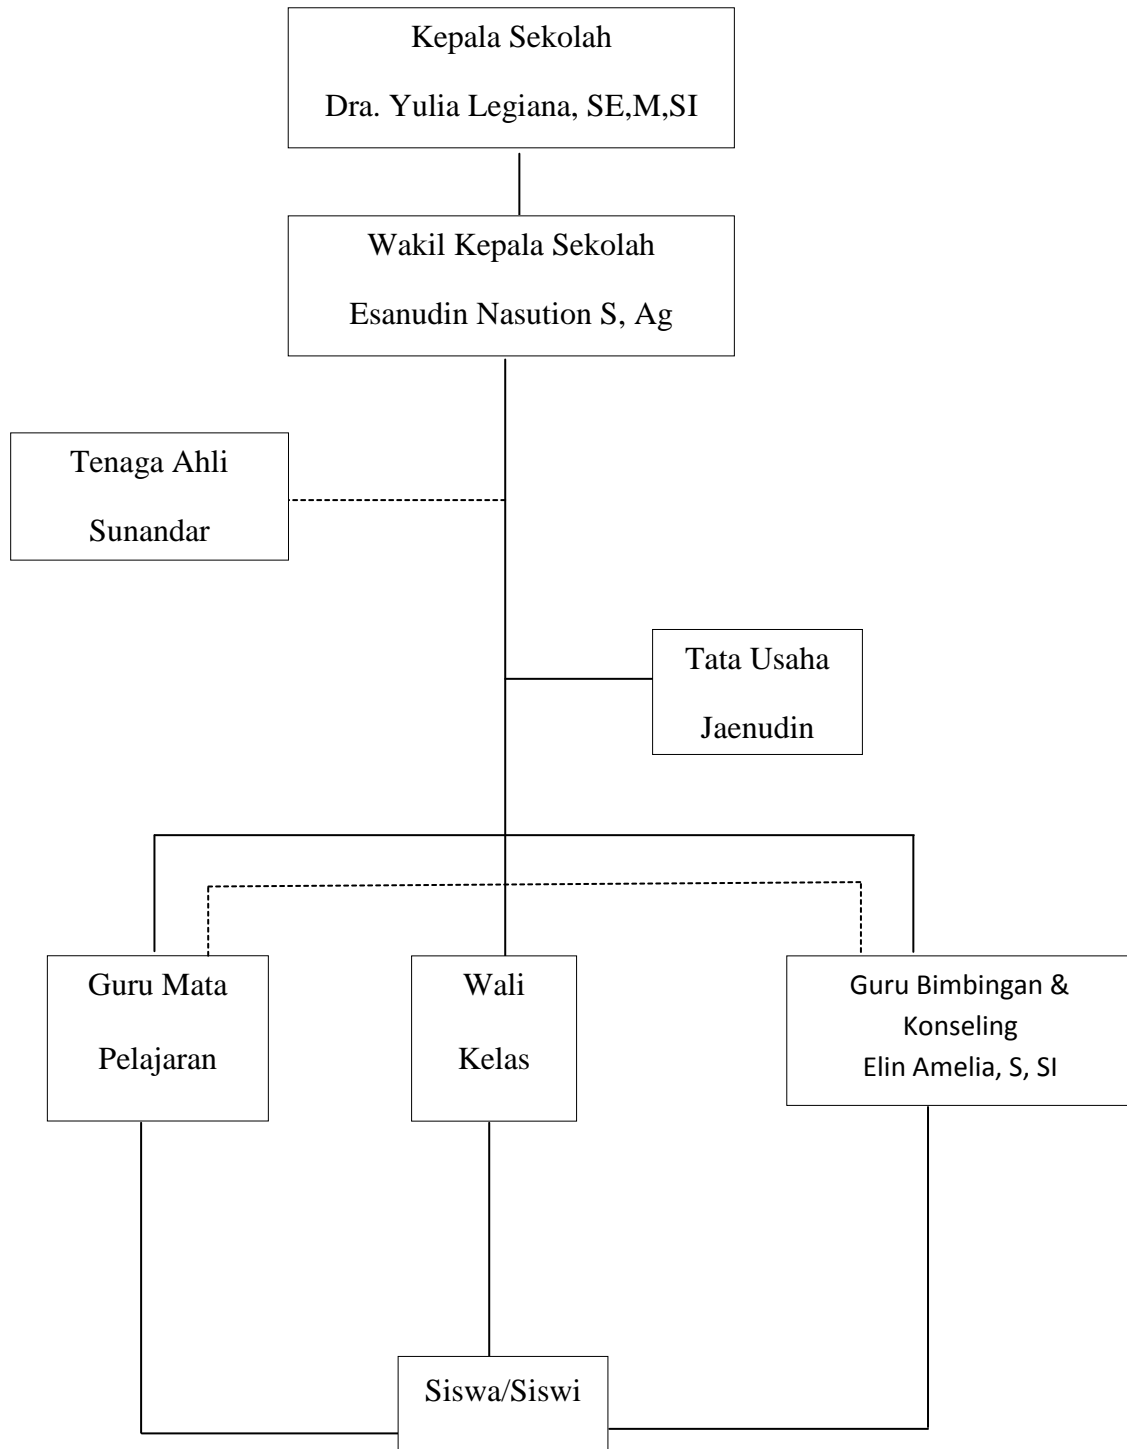 Kepala Sekolah
Dra. Yulia Legiana, SE,M,SI
Wakil Kepala Sekolah
Esanudin Nasution S, Ag
Tenaga Ahli
Sunandar
Tata Usaha
Jaenudin
Guru Mata
Pelajaran
Wali
Kelas
Guru Bimbingan &
Konseling
Elin Amelia, S, SI
Siswa/Siswi